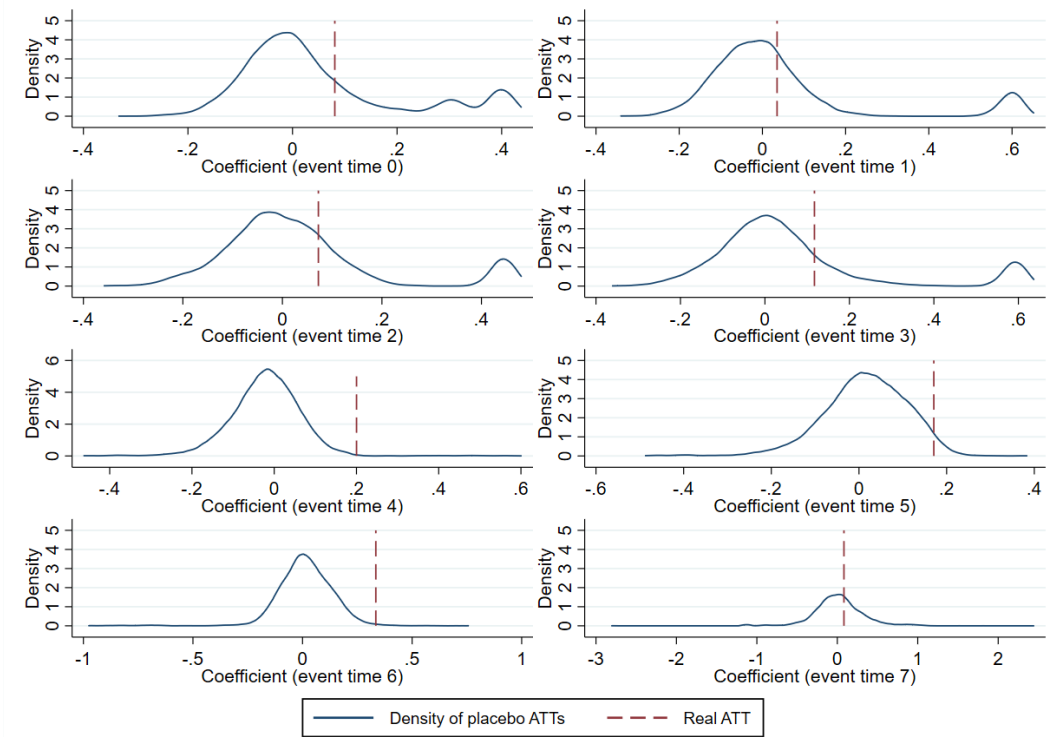 Density
5
4
3
2
1
0
-.4 -.2 0 .2 .4
Coefficient (event time 0)
Density
5
4
3
2
1
0
-.4 -.2 0 .2 .4 .6
Coefficient (event time 1)
Density
5
4
3
2
1
0
-.4 -.2 0 .2 .4
Coefficient (event time 2)
Density
5
4
3
2
1
0
-.4 -.2 0 .2 .4 .6
Coefficient (event time 3)
Density
6
4
2
0
-.4 -.2 0 .2 .4 .6
Coefficient (event time 4)
Density
5
4
3
2
1
0
-.6 -.4 -.2 0 .2 .4
Coefficient (event time 5)
Density
5
4
3
2
1
0
-1 -.5 0 .5 1
Coefficient (event time 6)
Density
5
4
3
2
1
0
-3 -2 -1 0 1 2
Coefficient (event time 7)
Density of placebo ATTs Real ATT